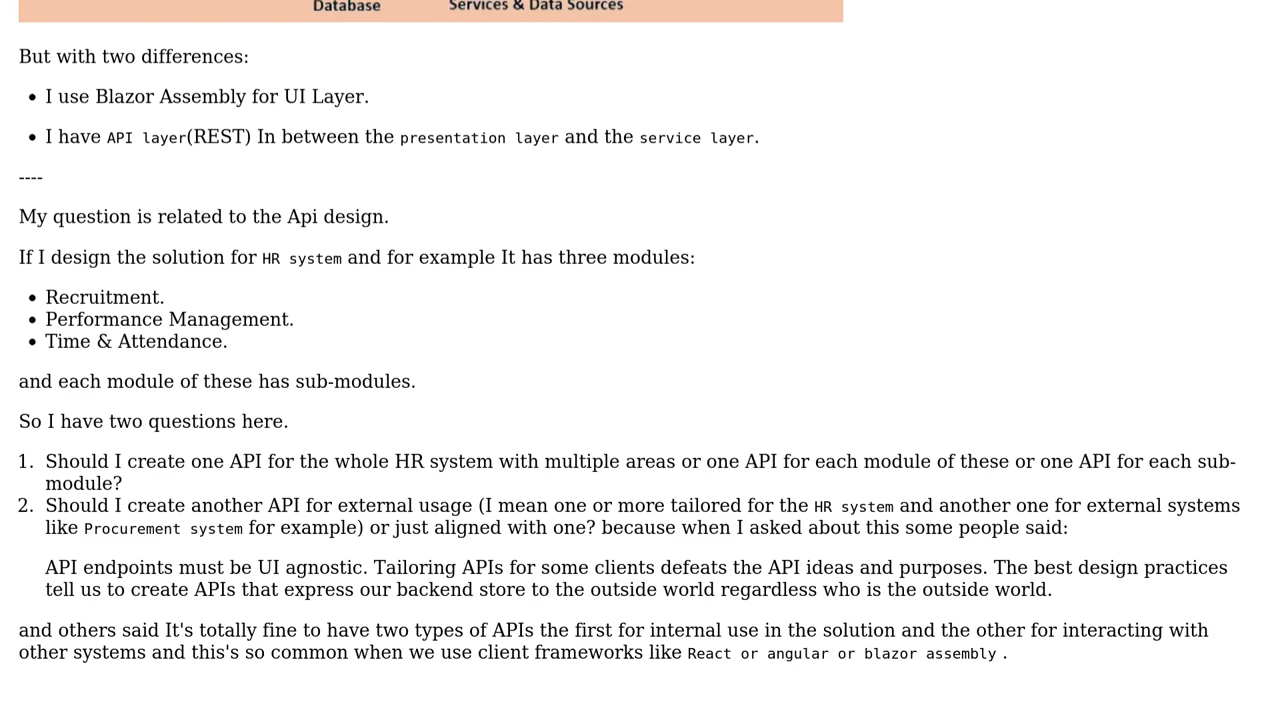 Database Services & Data Sources
But with two differences:
• I use Blazor Assembly for UI Layer.
• I have API layer(REST) In between the presentation layer and the service layer.
----
My question is related to the Api design.
If I design the solution for HR system and for example It has three modules:
• Recruitment.
• Performance Management.
• Time & Attendance.
and each module of these has sub-modules.
So I have two questions here.
1. Should I create one API for the whole HR system with multiple areas or one API for each module of these or one API for each sub-
module?
2. Should I create another API for external usage (I mean one or more tailored for the HR system and another one for external systems
like Procurement system for example) or just aligned with one? because when I asked about this some people said:
API endpoints must be UI agnostic. Tailoring APIs for some clients defeats the API ideas and purposes. The best design practices
tell us to create APIs that express our backend store to the outside world regardless who is the outside world.
and others said It's totally fine to have two types of APIs the first for internal use in the solution and the other for interacting with
other systems and this's so common when we use client frameworks like React or angular or blazor assembly .